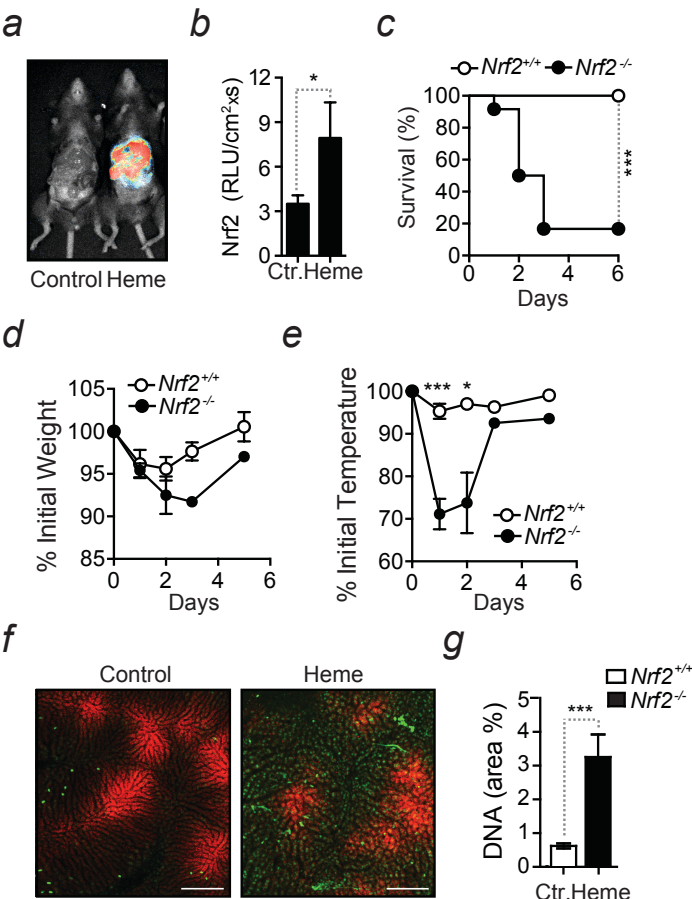 a
Control Heme
b
12
9
6
3
0
Nrf2 (RLU/cm²xs)
*
Ctr. Heme
c
Nrf2+/+ Nrf2-/-
100
80
60
40
20
0
Survival (%)
***
0 2 4 6
Days
d
105
100
95
90
85
% Initial Weight
Nrf2+/+
Nrf2-/-
0 2 4 6
Days
e
100
90
80
70
60
% Initial Temperature
*** *
Nrf2+/+
Nrf2-/-
0 2 4 6
Days
f
Control Heme
g
Nrf2+/+
Nrf2-/-
5
4
3
2
1
0
DNA (area %)
***
Ctr. Heme